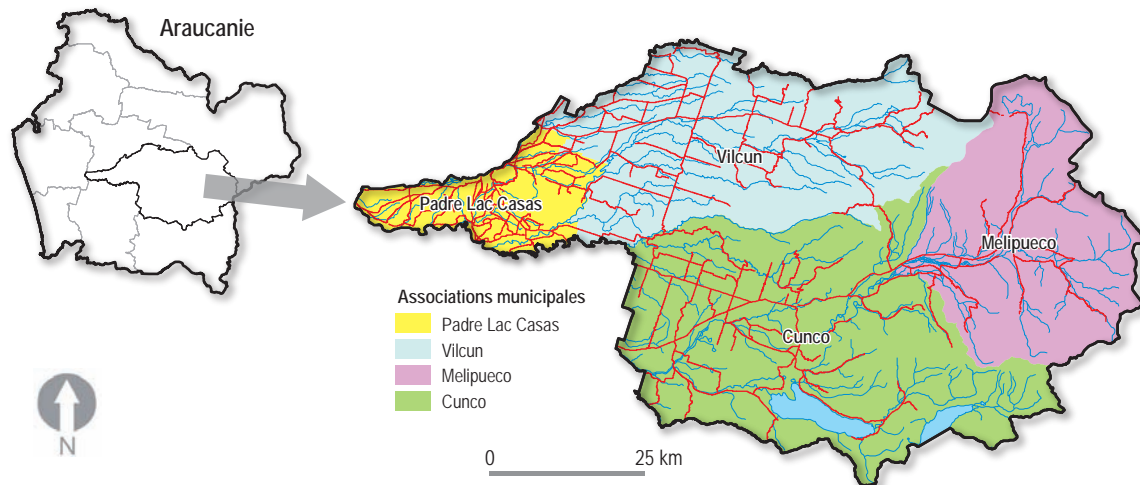 Araucanie
Vilcun
Padre Lac Casas
Melipueco
Cunco
Associations municipales
Padre Lac Casas
Vilcun
Melipueco
Cunco
N
0 25 km